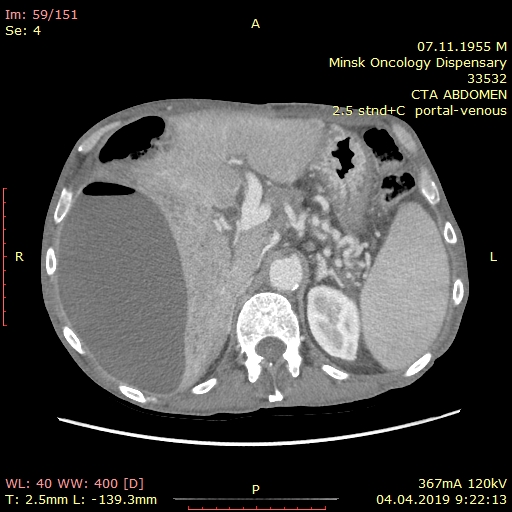 Im: 59/151
Se: 4
A
07.11.1955 M
Minsk Oncology Dispensary
33532
CTA ABDOMEN
2.5 stnd+C portal-venous
R
L
WL: 40 WW: 400 [D]
T: 2.5mm L: -139.3mm
P
367mA 120kV
04.04.2019 9:22:13